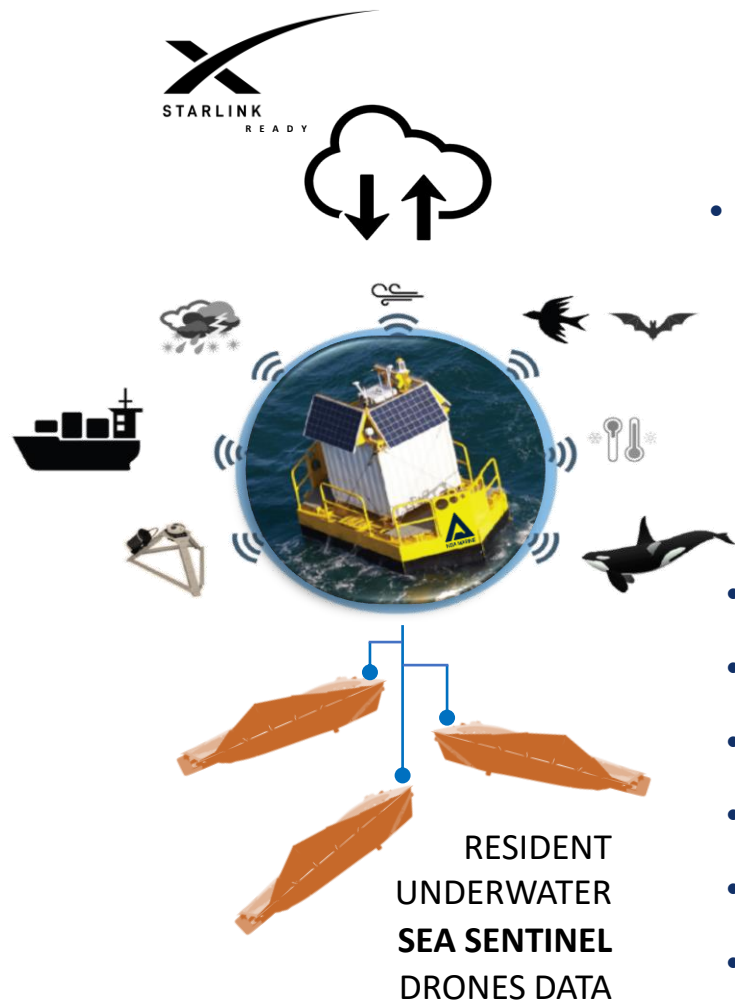 STARLINK
READY
RESIDENT
UNDERWATER
SEA SENTINEL
DRONES DATA